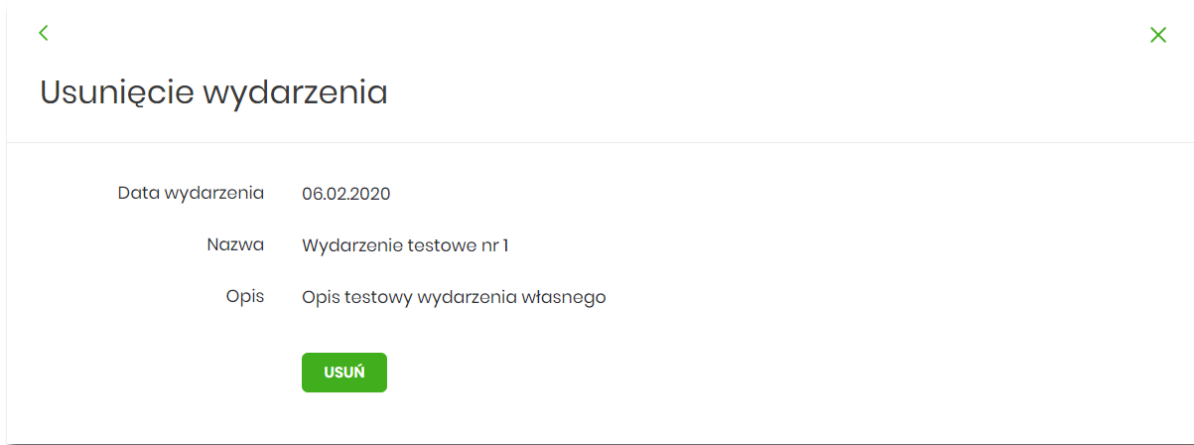 Usunięcie wydarzenia
Data wydarzenia 06.02.2020
Nazwa Wydarzenie testowe nr 1
Opis Opis testowy wydarzenia własnego
USUŃ